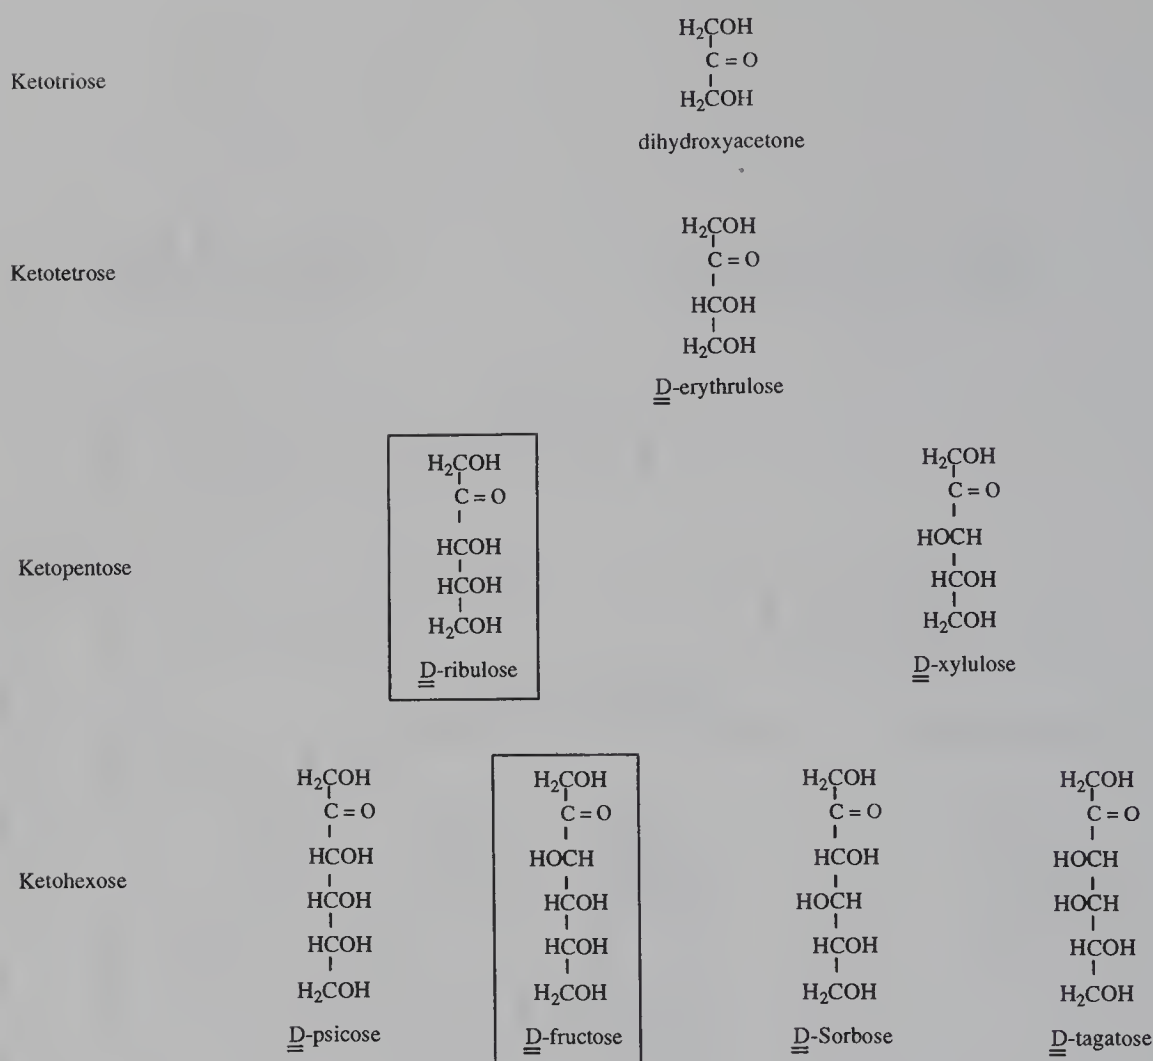 H₂COH
C = O
Ketotriose
H₂COH
dihydroxyacetone
H₂COH
C = O
Ketotetrose
HCOH
H₂COH
D-erythrulose
H₂COH
C = O
HCOH
HCOH
H₂COH
D-ribulose
H₂COH
C = O
HOCH
HCOH
H₂COH
D-xylulose
Ketopentose
H₂COH
C = O
HCOH
HCOH
HCOH
H₂COH
D-psicose
H₂COH
C = O
HOCH
HCOH
HCOH
H₂COH
D-fructose
H₂COH
C = O
HCOH
HOCH
HCOH
H₂COH
D-Sorbose
H₂COH
C = O
HOCH
HOCH
HCOH
H₂COH
D-tagatose
Ketohexose